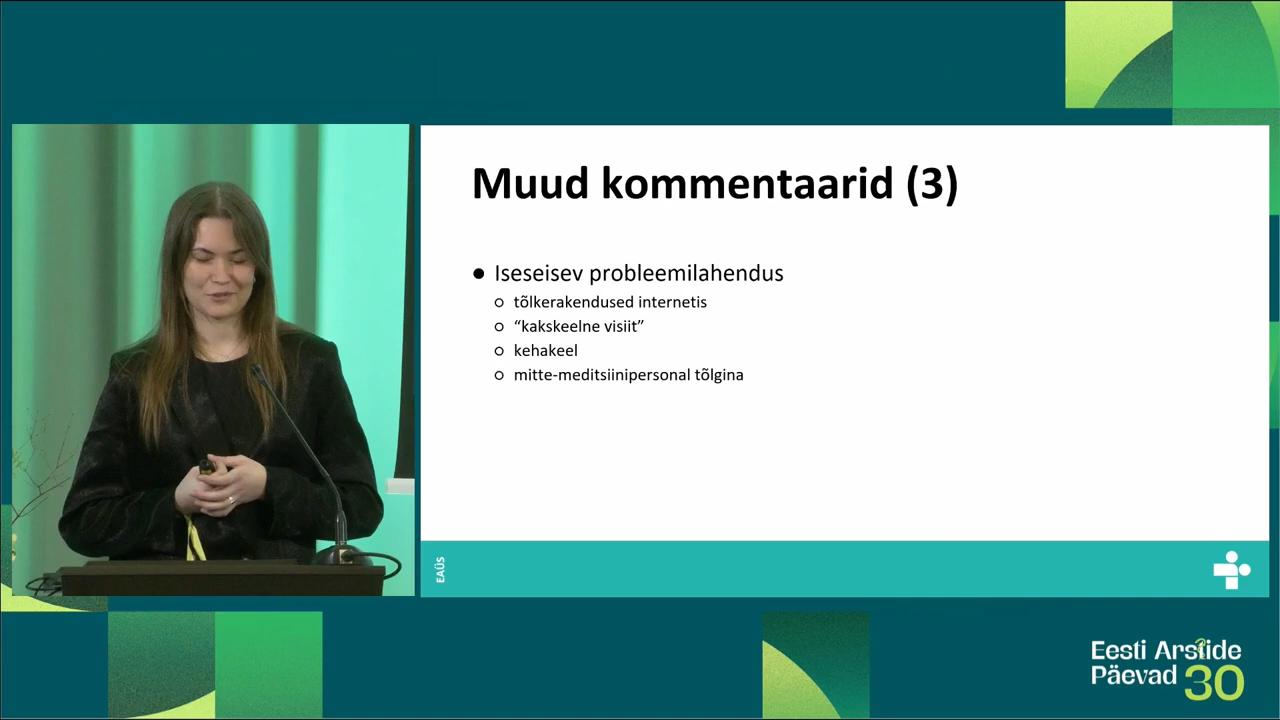 Muud kommentaarid (3)
● Iseseisev probleemilahendus
○ tõlkerakendused internetis
○ “kakskeelne visiit”
○ kehakeel
○ mitte-meditsiinipersonal tõlgina
EAÜS
Eesti Arstide
Päevad 30